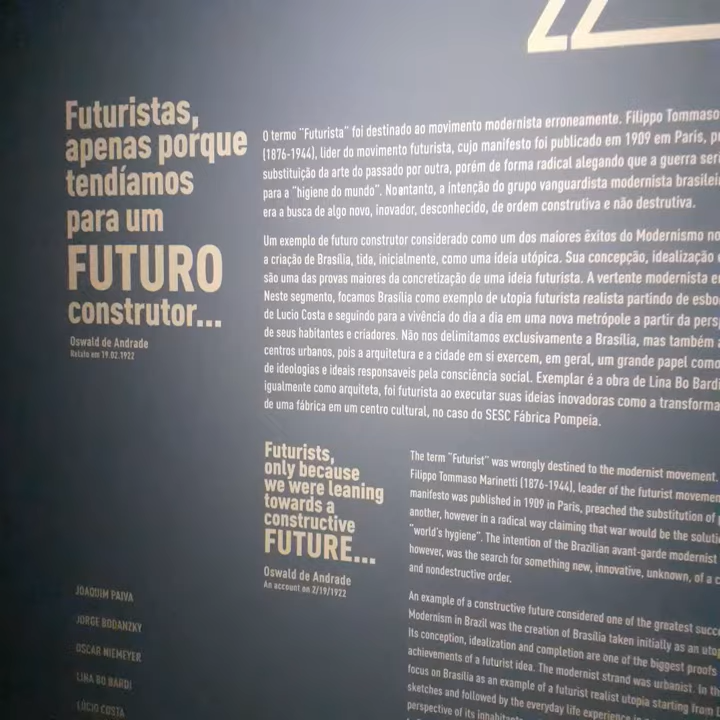 22
Futuristas,
apenas porque
tendíamos
para um
FUTURO
construtor...
Oswald de Andrade
Relato em 19.02.1922
O termo "Futurista" foi destinado ao movimento modernista erroneamente. Filippo Tommaso
(1876-1944), líder do movimento futurista, cujo manifesto foi publicado em 1909 em Paris,
substituição da arte do passado por outra, porém de forma radical alegando que a guerra
para a "higiene do mundo". No entanto, a intenção do grupo vanguardista modernista
era a busca de algo novo, inovador, desconhecido, de ordem construtiva e não destrutiva.
Um exemplo de futuro construtor considerado como um dos maiores êxitos do Modernismo no
a criação de Brasília, tida, inicialmente, como uma ideia utópica. Sua concepção, idealização
são uma das provas maiores da concretização de uma ideia futurista. A vertente modernista
Neste segmento, focamos Brasília como exemplo de utopia futurista realista partindo de
de Lucio Costa e seguindo para a vivência do dia a dia em uma nova metrópole a partir da
de seus habitantes e criadores. Não nos delimitamos exclusivamente a Brasília, mas também
centros urbanos, pois a arquitetura e a cidade em si exercem, em geral, um grande papel como
de ideologias e ideais responsáveis pela consciência social. Exemplar é a obra de Lina Bo Bardi
igualmente como arquiteta, foi futurista ao executar suas ideias inovadoras como a
de uma fábrica em um centro cultural, no caso do SESC Fábrica Pompeia.
Futurists,
only because
we were leaning
towards a
constructive
FUTURE...
Oswald de Andrade
An account on 2/19/1922
The term "Futurist" was wrongly destined to the modernist movement.
Filippo Tommaso Marinetti (1876-1944), leader of the futurist
manifesto was published in 1909 in Paris, preached the substitution of
another, however in a radical way claiming that war would be the
"world's hygiene". The intention of the Brazilian avant-garde modernist
however, was the search for something new, innovative, unknown, of a
and nondestructive order.
An example of a constructive future considered one of the greatest
Modernism in Brazil was the creation of Brasília taken initially as an
Its conception, idealization and completion are one of the biggest proofs
achievements of a futurist idea. The modernist strand was urbanist. In
focus on Brasília as an example of a futurist realist utopia starting from
sketches and followed by the everyday life experience
perspective of its
JOAQUIM PAIVA
JORGE BODANZKY
OSCAR NIEMEYER
LINA BO BARDI
LÚCIO COSTA